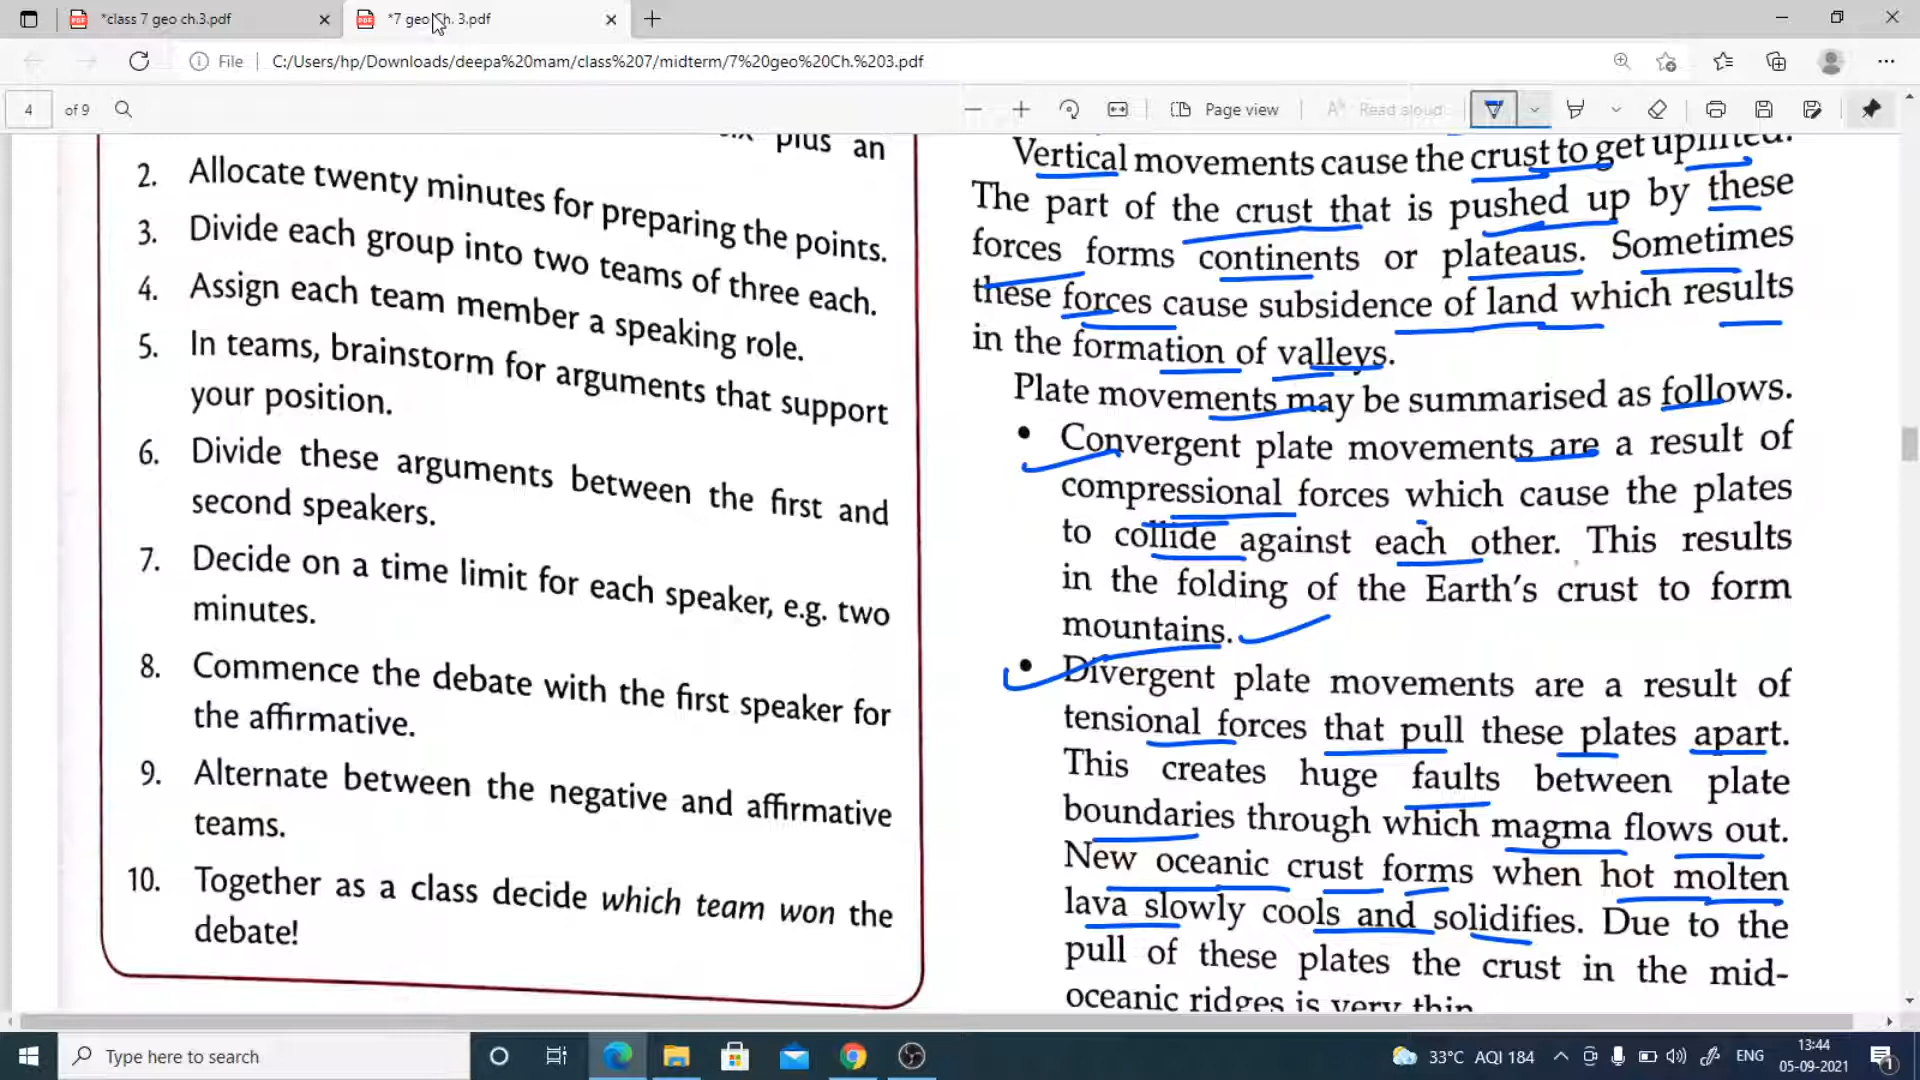 *class 7 geo ch.3.pdf
*7 geo Ch. 3.pdf
File
C:/Users/hp/Downloads/deepa%20mam/class%207/midterm/7%20geo%20Ch.%203.pdf
4
of 9
Page view
Read aloud
plus an
2. Allocate twenty minutes for preparing the points.
3. Divide each group into two teams of three each.
4. Assign each team member a speaking role.
5. In teams, brainstorm for arguments that support
your position.
6. Divide these arguments between the first and
second speakers.
7. Decide on a time limit for each speaker, e.g. two
minutes.
8. Commence the debate with the first speaker for
the affirmative.
9. Alternate between the negative and affirmative
teams.
10. Together as a class decide which team won the
debate!
Vertical movements cause the crust to get uplifted.
The part of the crust that is pushed up by these
forces forms continents or plateaus. Sometimes
these forces cause subsidence of land which results
in the formation of valleys.
Plate movements may be summarised as follows.
• Convergent plate movements are a result of
compressional forces which cause the plates
to collide against each other. This results
in the folding of the Earth's crust to form
mountains.
• Divergent plate movements are a result of
tensional forces that pull these plates apart.
This creates huge faults between plate
boundaries through which magma flows out.
New oceanic crust forms when hot molten
lava slowly cools and solidifies. Due to the
pull of these plates the crust in the mid-
oceanic ridges is very thin.
Type here to search
33°C AQI 184
ENG
13:44
05-09-2021
1